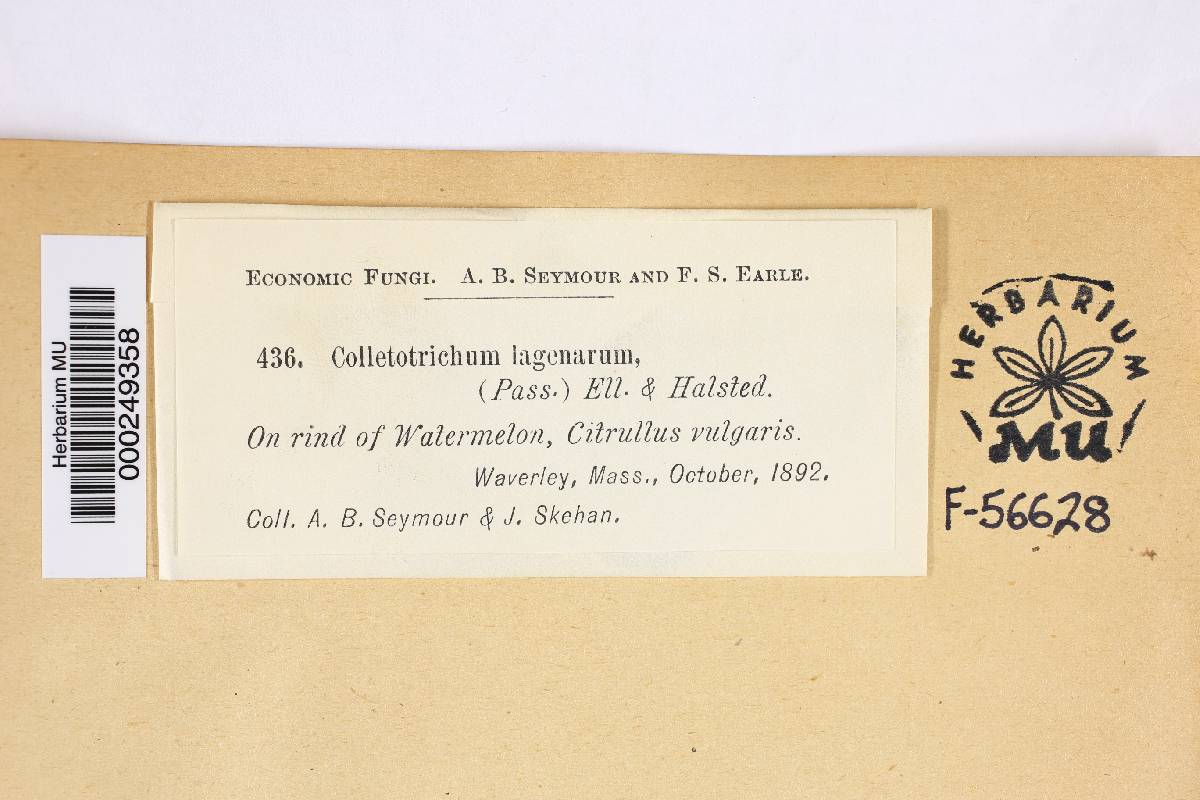 Herbarium MU
000249358
ECONOMIC FUNGI. A. B. SEYMOUR AND F. S. EARLE.
436. Colletotrichum lagenarum,
(Pass.) Ell. & Halsted.
On rind of Watermelon, Citrullus vulgaris.
Waverley, Mass., October, 1892.
Coll. A. B. Seymour & J. Skehan.
HERBARIUM
MU
F-56628